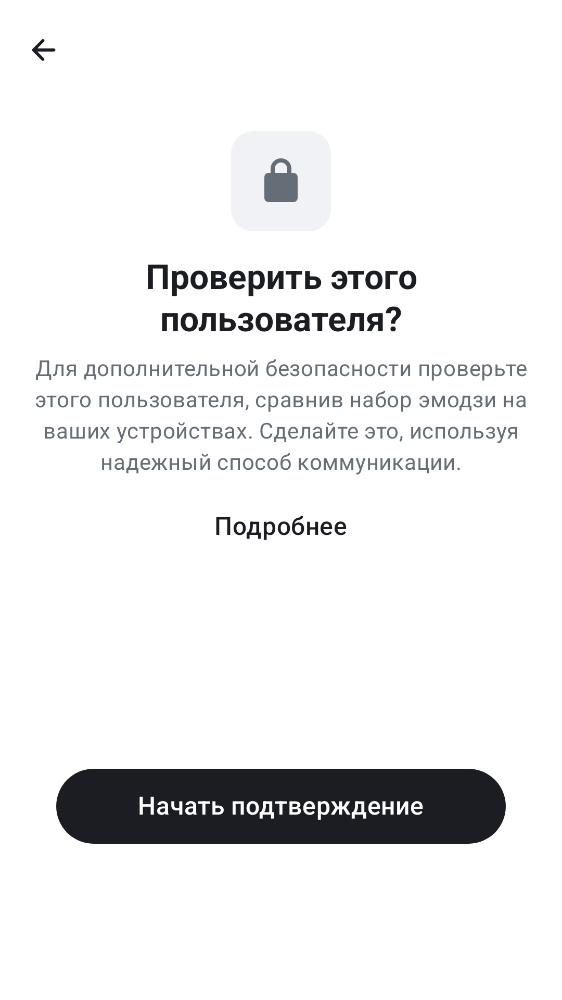 Проверить этого
пользователя?
Для дополнительной безопасности проверьте
этого пользователя, сравнив набор эмодзи на
ваших устройствах. Сделайте это, используя
надежный способ коммуникации.
Подробнее
Начать подтверждение